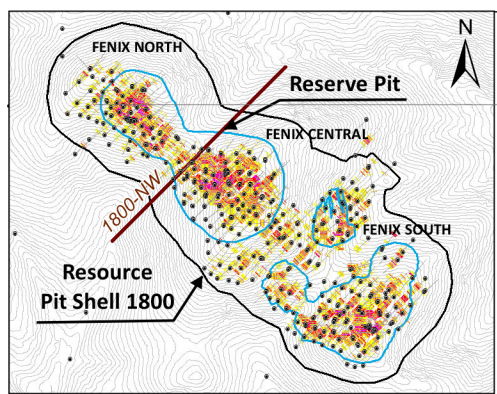 FENIX NORTH
N
Reserve Pit
FENIX CENTRAL
1800-NW
FENIX SOUTH
Resource
Pit Shell 1800